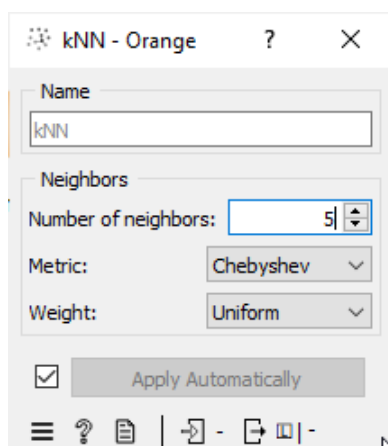 kNN - Orange ? ×
Name
kNN
Neighbors
Number of neighbors: 5
Metric: Chebyshev
Weight: Uniform
Apply Automatically
? - | -